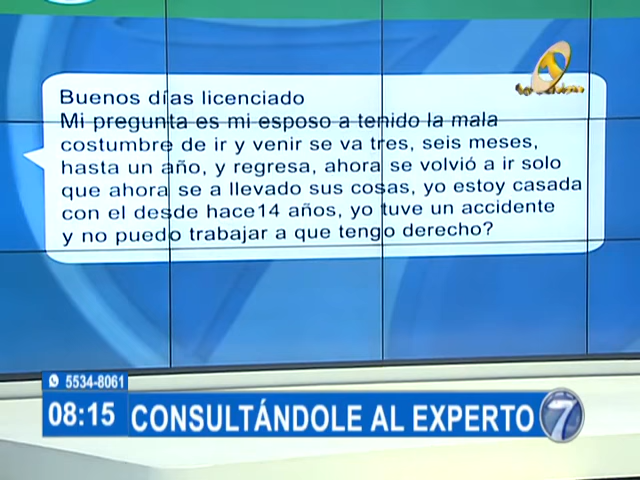 Buenos días licenciado
Mi pregunta es mi esposo a tenido la mala
costumbre de ir y venir se va tres, seis meses,
hasta un año, y regresa, ahora se volvió a ir solo
que ahora se a llevado sus cosas, yo estoy casada
con el desde hace14 años, yo tuve un accidente
y no puedo trabajar a que tengo derecho?
5534-8061
08:15 CONSULTÁNDOLE AL EXPERTO 7